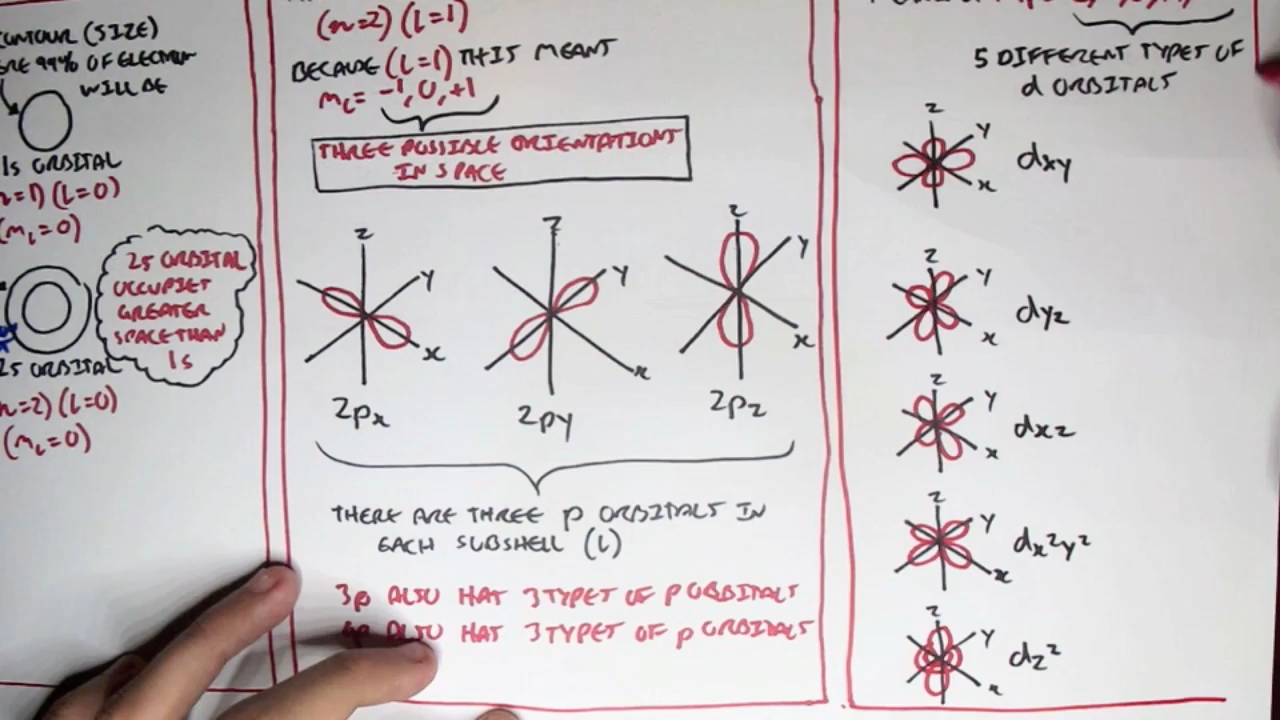 CONTOUR (SIZE)
99% OF ELECTRON
WILL BE
1s ORBITAL
n=1) (l=0)
(ml=0)
2s ORBITAL
OCCUPIES
GREATER
SPACE THAN
1s
2s ORBITAL
n=2) (l=0)
(ml=0)
(n=2) (l=1)
BECAUSE (l=1) THIS MEANS
ml= -1, 0, +1
THREE POSSIBLE ORIENTATIONS
IN SPACE
z
y
x
2px
z
y
x
2py
z
y
x
2pz
THERE ARE THREE p ORBITALS IN
EACH SUBSHELL (l)
3p ALSO HAS 3 TYPES OF p ORBITALS
4p ALSO HAS 3 TYPES OF p ORBITALS
5 DIFFERENT TYPES OF
d ORBITALS
z
y
x
dxy
z
y
x
dyz
z
y
x
dxz
z
y
x
dx²y²
z
y
x
dz²